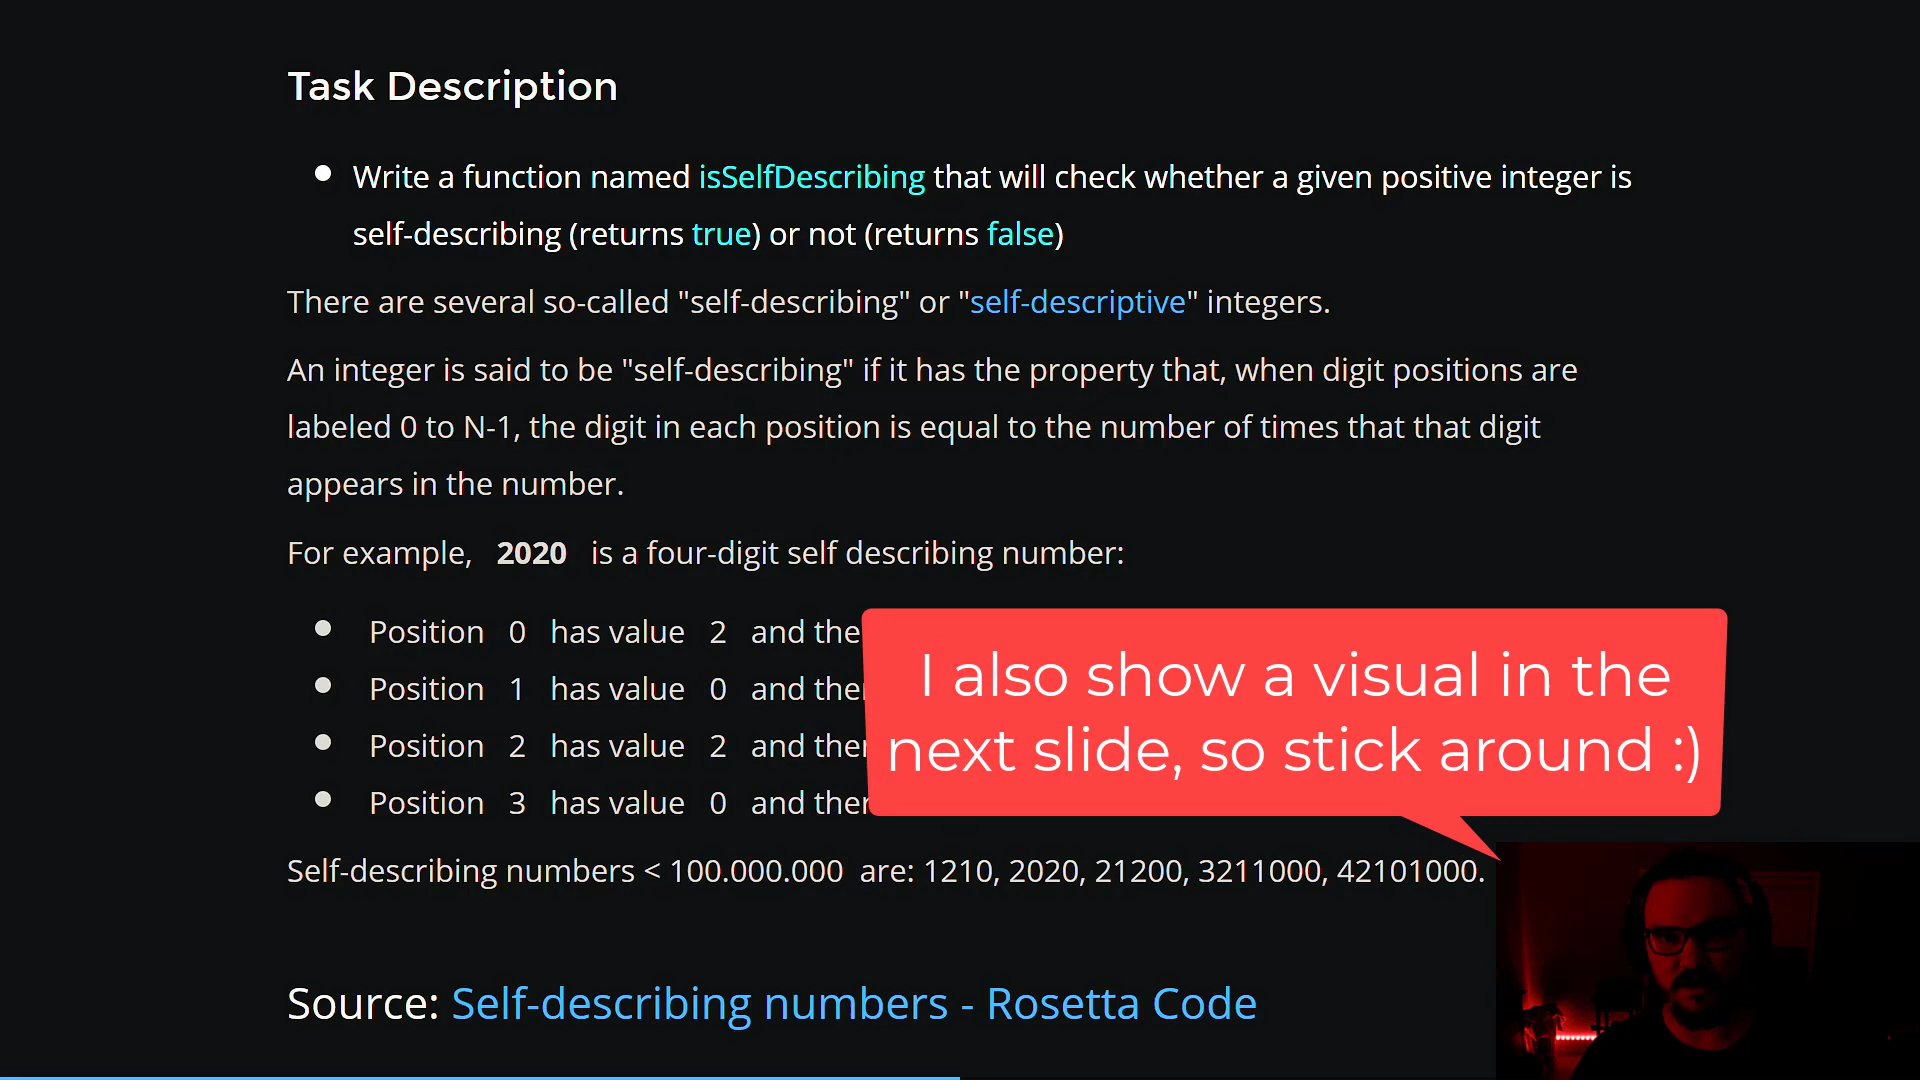 Task Description
Write a function named isSelfDescribing that will check whether a given positive integer is
self-describing (returns true) or not (returns false)
There are several so-called "self-describing" or "self-descriptive" integers.
An integer is said to be "self-describing" if it has the property that, when digit positions are
labeled 0 to N-1, the digit in each position is equal to the number of times that that digit
appears in the number.
For example, 2020 is a four-digit self describing number:
Position 0 has value 2 and
Position 1 has value 0 and
Position 2 has value 2 and
Position 3 has value 0 and
I also show a visual in the
next slide, so stick around :)
Self-describing numbers < 100.000.000 are: 1210, 2020, 21200, 3211000, 42101000.
Source: Self-describing numbers - Rosetta Code